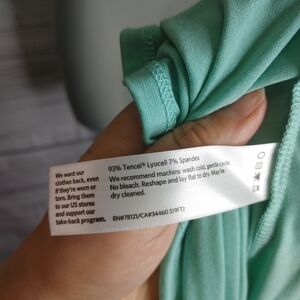 We want our
clothes back, even
if they're worn or
torn. Bring them
to our US stores
and support our
take-back program.
93% Tencel® Lyocell 7% Spandex
We recommend machine wash cold, gentle cycle.
No bleach. Reshape and lay flat to dry. May be
dry cleaned.
RN#78121/CA#34460 S19FTJ